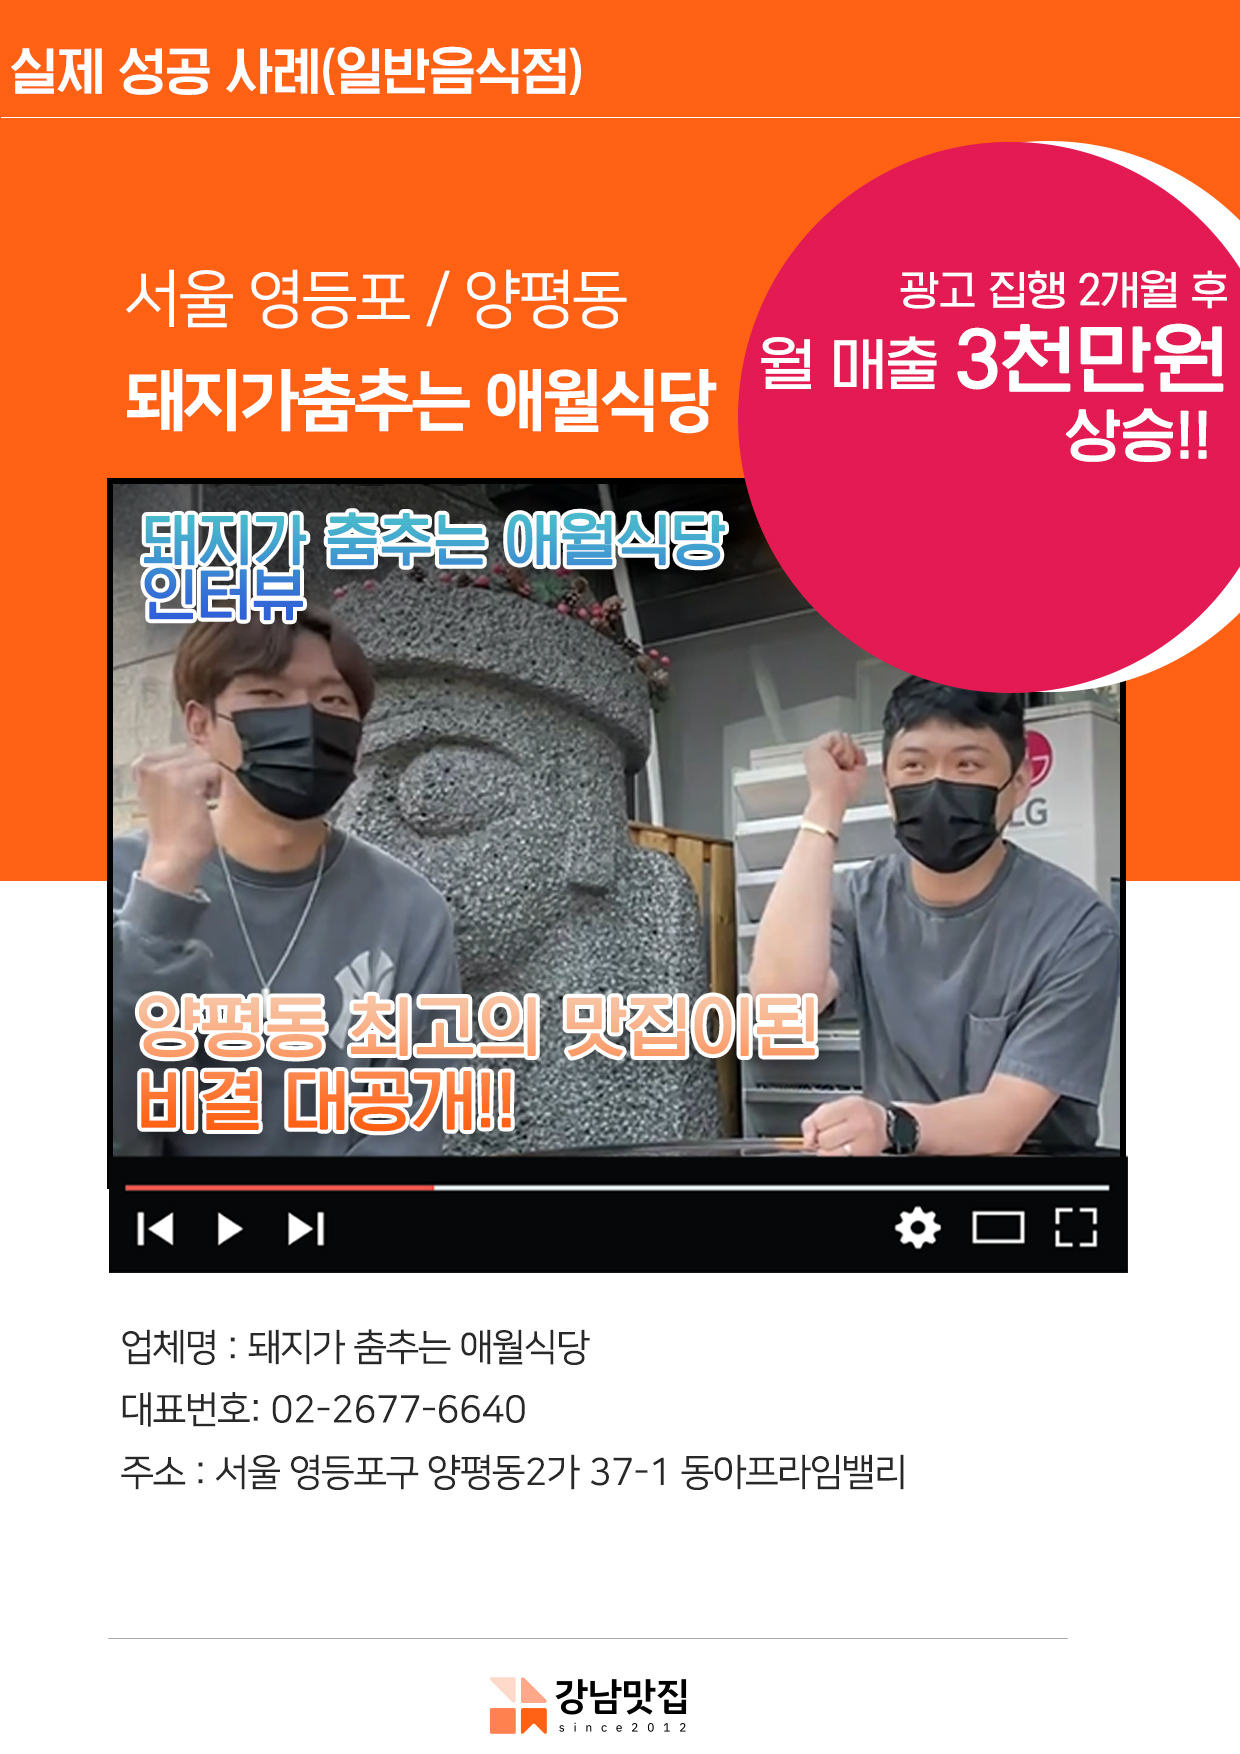 실제 성공 사례(일반음식점)
서울 영등포 / 양평동
돼지가춤추는 애월식당
광고 집행 2개월 후
월 매출 3천만원
상승!!
돼지가 춤추는 애월식당
인터뷰
LG
양평동 최고의 맛집이된
비결 대공개!!
업체명 : 돼지가 춤추는 애월식당
대표번호: 02-2677-6640
주소 : 서울 영등포구 양평동2가 37-1 동아프라임밸리
강남맛집
since2012